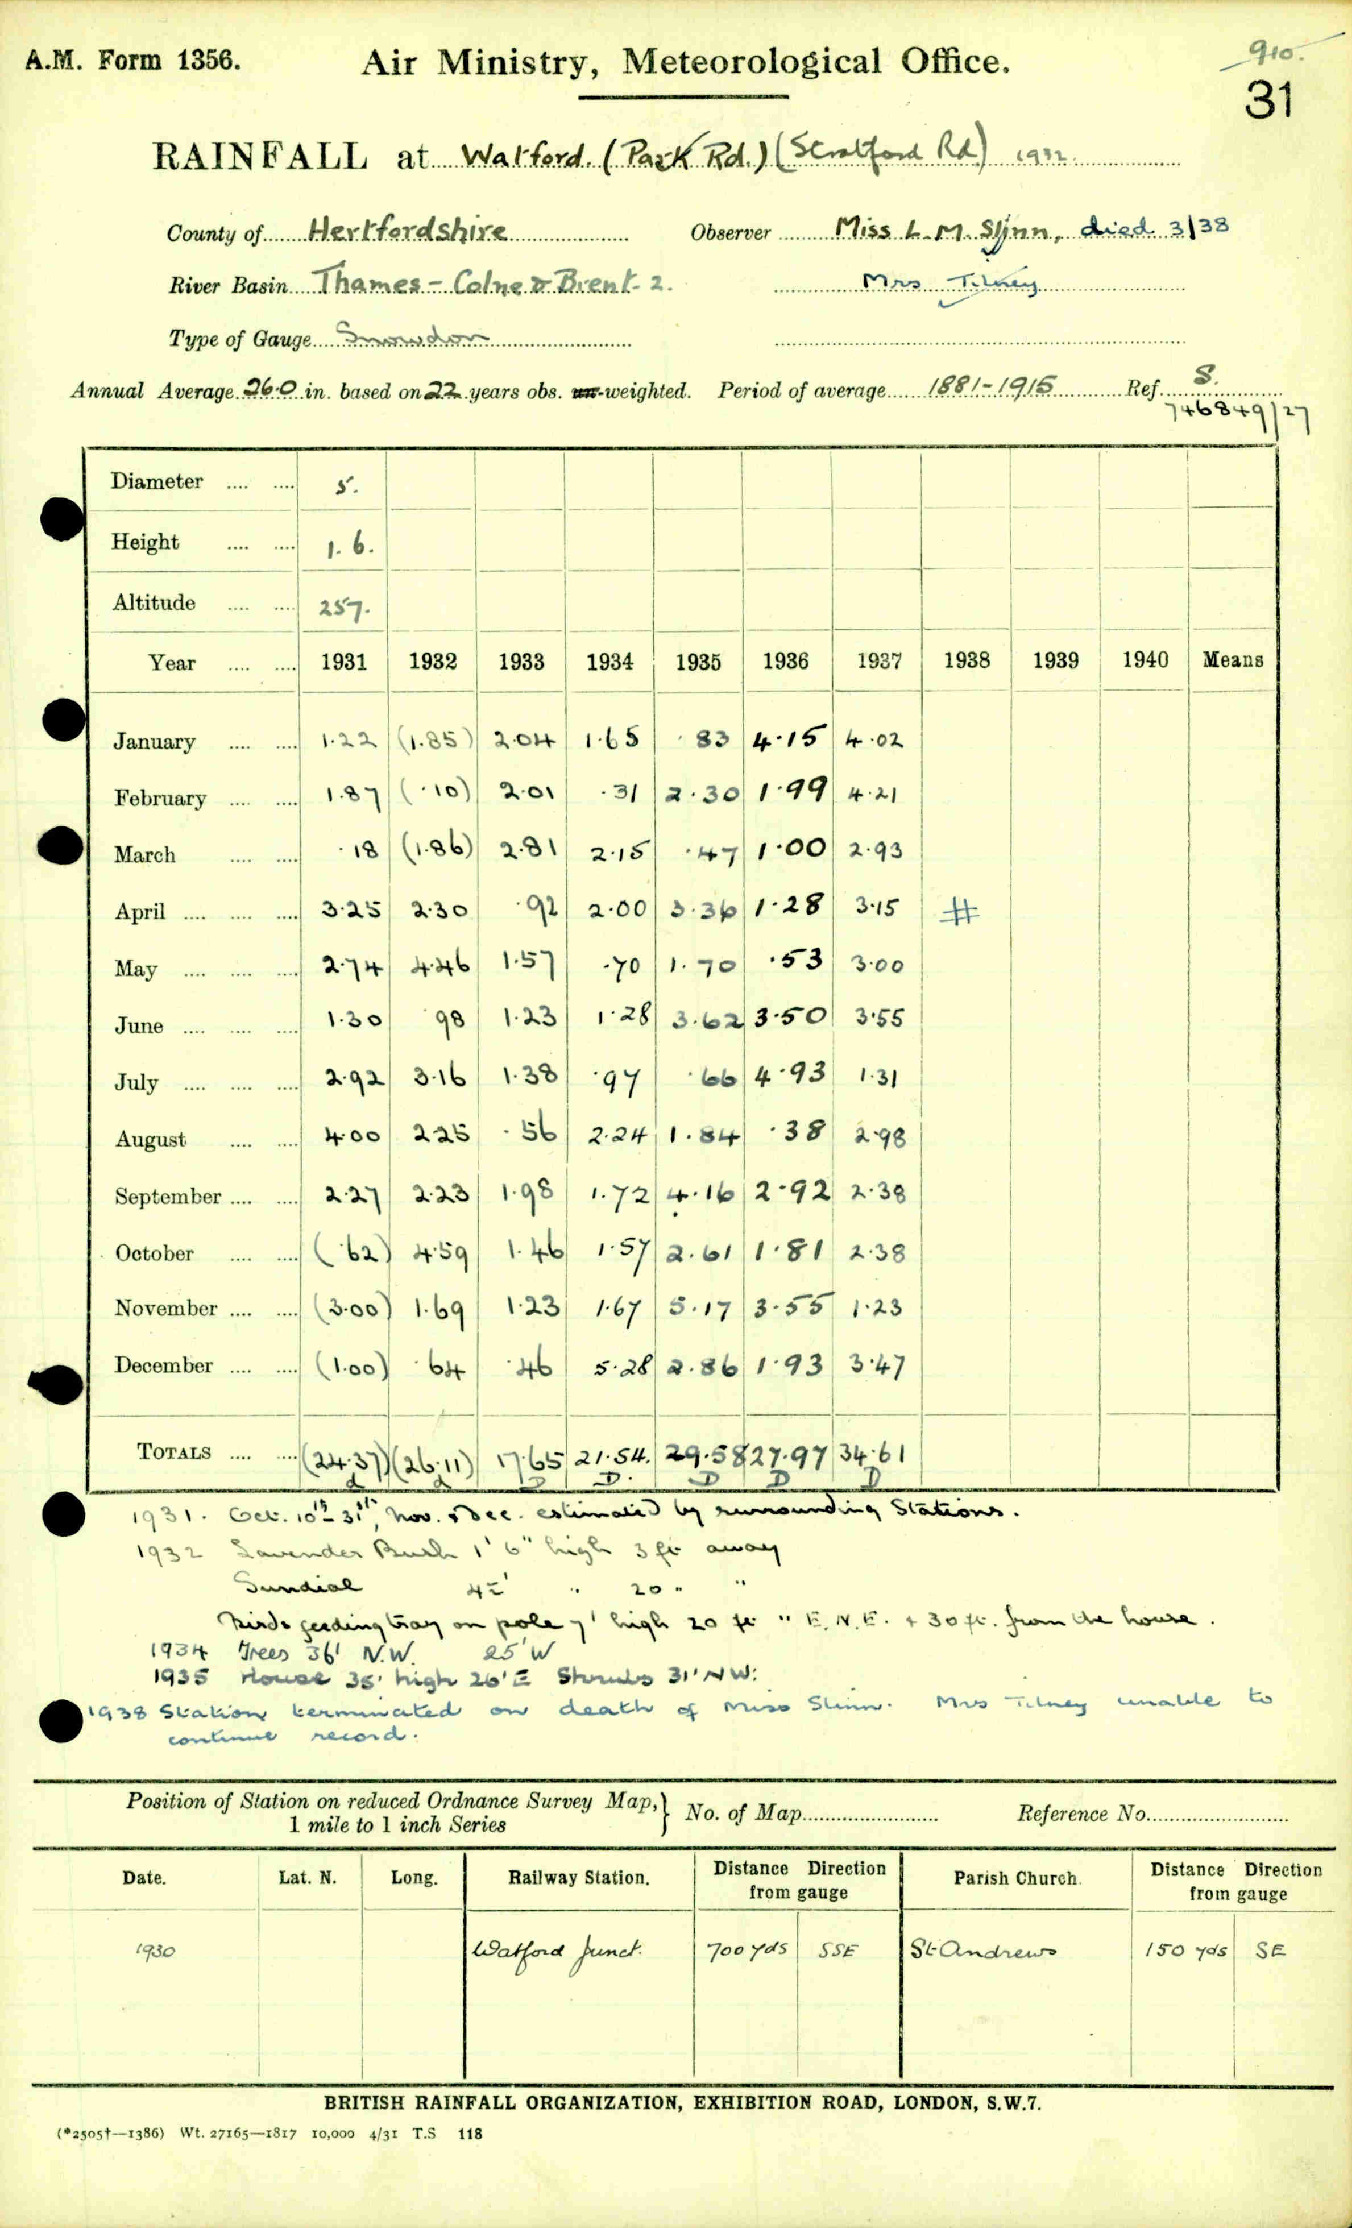 A.M. Form 1356. Air Ministry, Meteorological Office. 910.
31
RAINFALL at Watford. (Park Rd.) (Stratford Rd) 1932.
County of Hertfordshire Observer Miss L.M. Slinn, died 3/38
River Basin Thames - Colne & Brent. 2. Mrs Tilney
Type of Gauge Snowdon
Annual Average 26.0 in. based on 22 years obs. un-weighted. Period of average 1881-1915 Ref. S.
746849/27
Diameter .... .... 5.
Height .... .... 1. 6.
Altitude .... .... 257.
Year .... .... 1931 1932 1933 1934 1935 1936 1937 1938 1939 1940 Means
January .... .... 1.22 (1.85) 2.04 1.65 .83 4.15 4.02
February .... .... 1.87 (.10) 2.01 .31 2.30 1.99 4.21
March .... .... .18 (1.86) 2.81 2.15 .47 1.00 2.93
April .... .... .... 3.25 2.30 .92 2.00 3.36 1.28 3.15 #
May .... .... .... 2.74 4.46 1.57 .70 1.70 .53 3.00
June .... .... .... 1.30 .98 1.23 1.28 3.62 3.50 3.55
July .... .... .... 2.92 3.16 1.38 .97 .66 4.93 1.31
August .... .... 4.00 2.25 .56 2.24 1.84 .38 2.98
September .... .... 2.27 2.23 1.98 1.72 4.16 2.92 2.38
October .... .... (.62) 4.59 1.46 1.57 2.61 1.81 2.38
November .... .... (3.00) 1.69 1.23 1.67 5.17 3.55 1.23
December .... .... (1.00) .64 .46 5.28 2.86 1.93 3.47
TOTALS .... .... (24.37) (26.11) 17.65 21.54. 29.58 27.97 34.61
d d D D. D D D
1931. Oct. 10th - 31st, Nov. & Dec. estimated by surrounding Stations.
1932 Lavender Bush 1' 6" high 3 ft away
Sundial 4½' " 20 " "
Birds feeding tray on pole 7' high 20 ft " E.N.E. + 30 ft. from the house.
1934 Trees 36' N.W. 25' W
1935 House 35' high 26' E Shrubs 31' NW.
1938 Station terminated on death of Miss Slinn. Mrs Tilney unable to
continue record.
Position of Station on reduced Ordnance Survey Map, } No. of Map Reference No.
1 mile to 1 inch Series
Date. Lat. N. Long. Railway Station. Distance Direction from gauge Parish Church. Distance Direction from gauge
1930 Watford Junct. 700 yds SSE St Andrews 150 yds SE
BRITISH RAINFALL ORGANIZATION, EXHIBITION ROAD, LONDON, S.W.7.
(*2505†—1386) Wt. 27165—1817 10,000 4/31 T.S 118